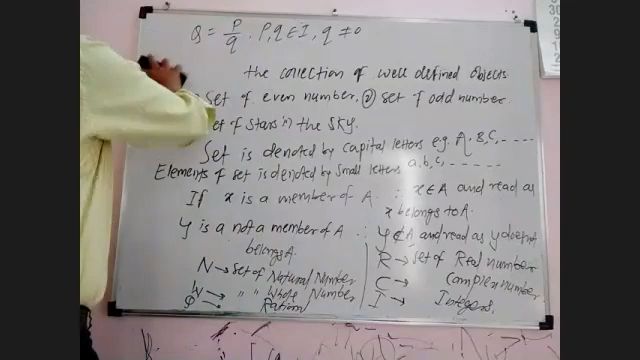 Q = P/q . P, q ∈ I, q ≠ 0
the collection of well defined objects
Set of even number, ② set of odd number.
Set of Stars in the Sky.
Set is denoted by capital letters e.g. A, B, C, ----
Elements of set is denoted by small letters a, b, c, ------
If x is a member of A ∴ x ∈ A and read as
x belongs to A.
y is a not a member of A ∴ y ∉ A and read as y does not
belongs A.
N → Set of Natural Number
W → " " Whole Number
Q → Ration
R → Set of Real number
C → Complex number
I → Integers,